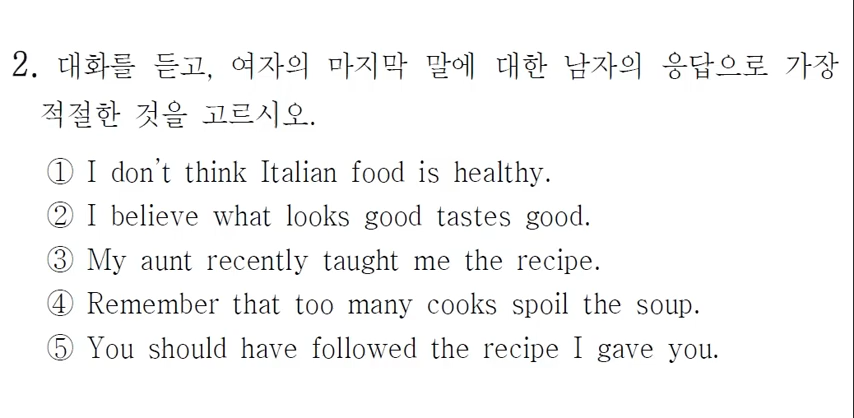 2. 대화를 듣고, 여자의 마지막 말에 대한 남자의 응답으로 가장
적절한 것을 고르시오.
① I don't think Italian food is healthy.
② I believe what looks good tastes good.
③ My aunt recently taught me the recipe.
④ Remember that too many cooks spoil the soup.
⑤ You should have followed the recipe I gave you.